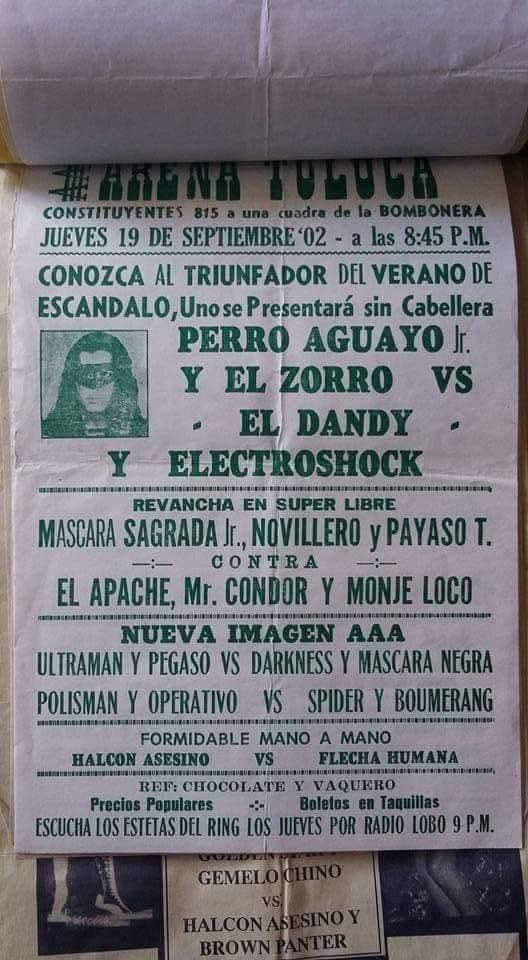 ARENA TOLUCA
CONSTITUYENTES 815 a una cuadra de la BOMBONERA
JUEVES 19 DE SEPTIEMBRE '02 - a las 8:45 P.M.
CONOZCA AL TRIUNFADOR DEL VERANO DE
ESCANDALO, Uno se Presentará sin Cabellera
PERRO AGUAYO Jr.
Y EL ZORRO VS
- EL DANDY -
Y ELECTROSHOCK
REVANCHA EN SUPER LIBRE
MASCARA SAGRADA Jr., NOVILLERO y PAYASO T.
-:- CONTRA -:-
EL APACHE, Mr. CONDOR Y MONJE LOCO
NUEVA IMAGEN AAA
ULTRAMAN Y PEGASO VS DARKNESS Y MASCARA NEGRA
POLISMAN Y OPERATIVO VS SPIDER Y BOUMERANG
FORMIDABLE MANO A MANO
HALCON ASESINO VS FLECHA HUMANA
REF: CHOCOLATE Y VAQUERO
Precios Populares -:- Boletos en Taquillas
ESCUCHA LOS ESTETAS DEL RING LOS JUEVES POR RADIO LOBO 9 P.M.
GEMELO CHINO
VS.
HALCON ASESINO Y
BROWN PANTER